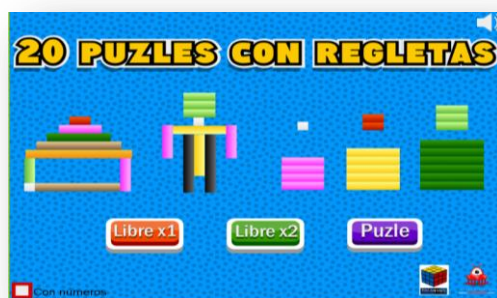 20 PUZLES CON REGLETAS
Libre x1
Libre x2
Puzle
Con números